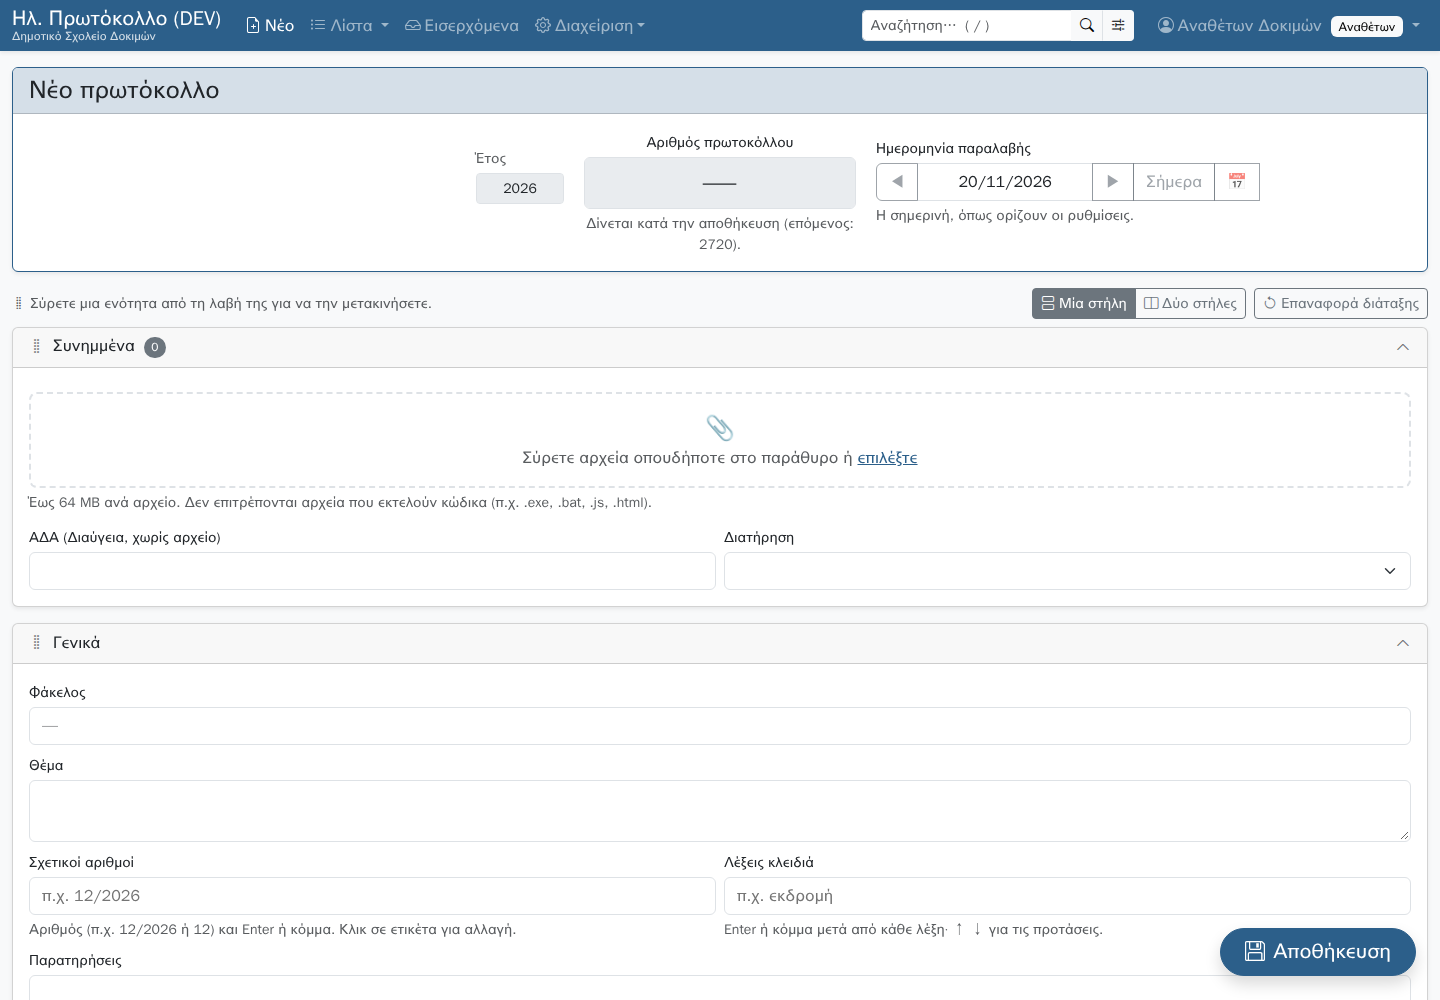 Ηλ. Πρωτόκολλο (DEV)
Δημοτικό Σχολείο Δοκιμών
Νέο
Λίστα
Εισερχόμενα
Διαχείριση
Αναζήτηση… ( / )
Αναθέτων Δοκιμών Αναθέτων
Νέο πρωτόκολλο
Έτος
2026
Αριθμός πρωτοκόλλου
—
Δίνεται κατά την αποθήκευση (επόμενος: 2720).
Ημερομηνία παραλαβής
20/11/2026
Σήμερα
Η σημερινή, όπως ορίζουν οι ρυθμίσεις.
Σύρετε μια ενότητα από τη λαβή της για να την μετακινήσετε.
Μία στήλη
Δύο στήλες
Επαναφορά διάταξης
Συνημμένα 0
Σύρετε αρχεία οπουδήποτε στο παράθυρο ή επιλέξτε
Έως 64 MB ανά αρχείο. Δεν επιτρέπονται αρχεία που εκτελούν κώδικα (π.χ. .exe, .bat, .js, .html).
ΑΔΑ (Διαύγεια, χωρίς αρχείο)
Διατήρηση
Γενικά
Φάκελος
—
Θέμα
Σχετικοί αριθμοί
π.χ. 12/2026
Αριθμός (π.χ. 12/2026 ή 12) και Enter ή κόμμα. Κλικ σε ετικέτα για αλλαγή.
Λέξεις κλειδιά
π.χ. εκδρομή
Enter ή κόμμα μετά από κάθε λέξη· ↑ ↓ για τις προτάσεις.
Παρατηρήσεις
Αποθήκευση